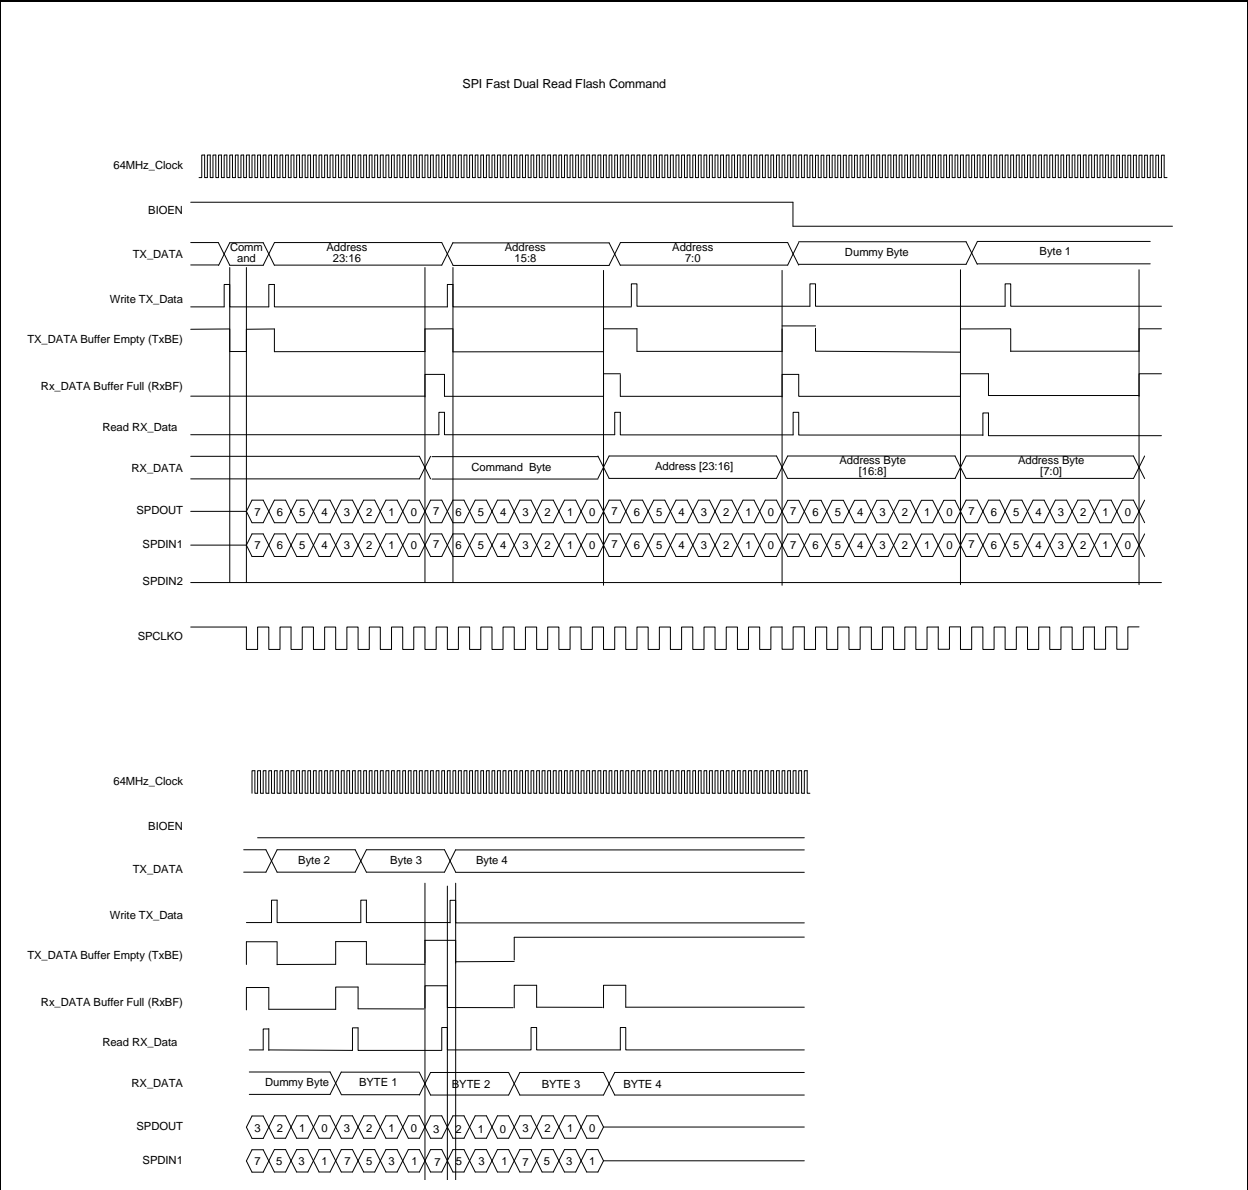 SPI Fast Dual Read Flash Command
64MHz_Clock
BIOEN
TX_DATA Command Address 23:16 Address 15:8 Address 7:0 Dummy Byte Byte 1
Write TX_Data
TX_DATA Buffer Empty (TxBE)
Rx_DATA Buffer Full (RxBF)
Read RX_Data
RX_DATA Command Byte Address [23:16] Address Byte [16:8] Address Byte [7:0]
SPDOUT 7 6 5 4 3 2 1 0 7 6 5 4 3 2 1 0 7 6 5 4 3 2 1 0 7 6 5 4 3 2 1 0 7 6 5 4 3 2 1 0
SPDIN1 7 6 5 4 3 2 1 0 7 6 5 4 3 2 1 0 7 6 5 4 3 2 1 0 7 6 5 4 3 2 1 0 7 6 5 4 3 2 1 0
SPDIN2
SPCLKO
64MHz_Clock
BIOEN
TX_DATA Byte 2 Byte 3 Byte 4
Write TX_Data
TX_DATA Buffer Empty (TxBE)
Rx_DATA Buffer Full (RxBF)
Read RX_Data
RX_DATA Dummy Byte BYTE 1 BYTE 2 BYTE 3 BYTE 4
SPDOUT 3 2 1 0 3 2 1 0 3 2 1 0 3 2 1 0
SPDIN1 7 5 3 1 7 5 3 1 7 5 3 1 7 5 3 1